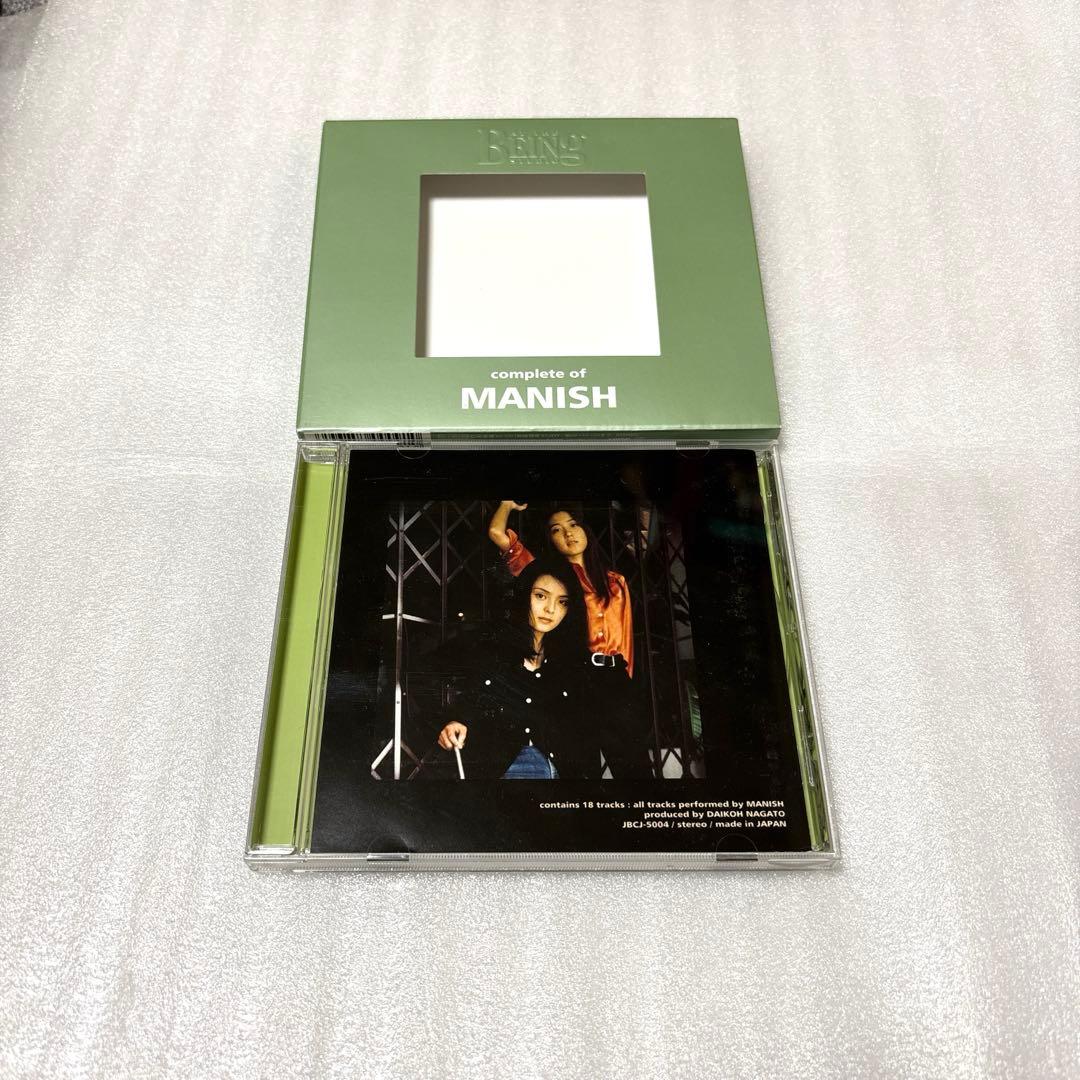 BEING
complete of
MANISH
contains 18 tracks : all tracks performed by MANISH
produced by DAIKOH NAGATO
JBCJ-5004 / stereo / made in JAPAN